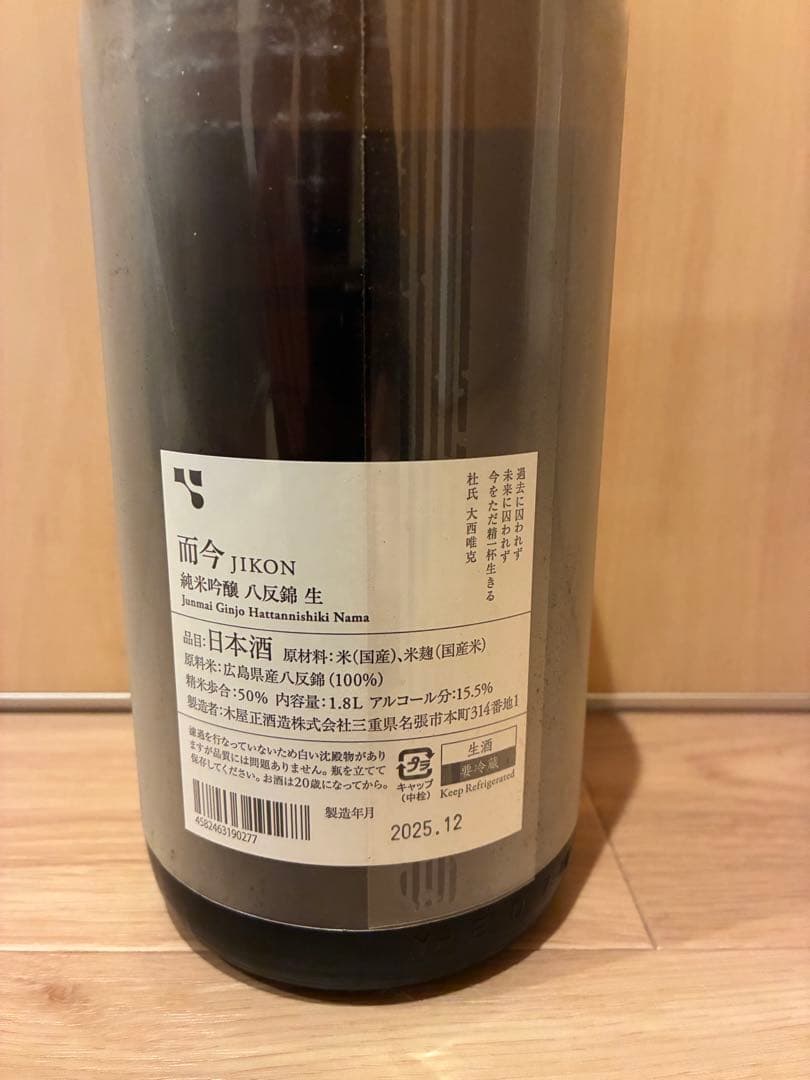 過去に囚われず
未来に囚われず
今をただ精一杯生きる
杜氏 大西唯克
而今 JIKON
純米吟醸 八反錦 生
Junmai Ginjo Hattannishiki Nama
品目:日本酒 原材料:米(国産)、米麹(国産米)
原料米:広島県産八反錦(100%)
精米歩合:50% 内容量:1.8L アルコール分:15.5%
製造者:木屋正酒造株式会社三重県名張市本町314番地1
濾過を行なっていないため白い沈殿物があり
ますが品質には問題ありません。瓶を立てて
保存してください。お酒は20歳になってから。
プラ
キャップ
(中栓)
生酒
要冷蔵
Keep Refrigerated
4582463190277
製造年月
2025.12